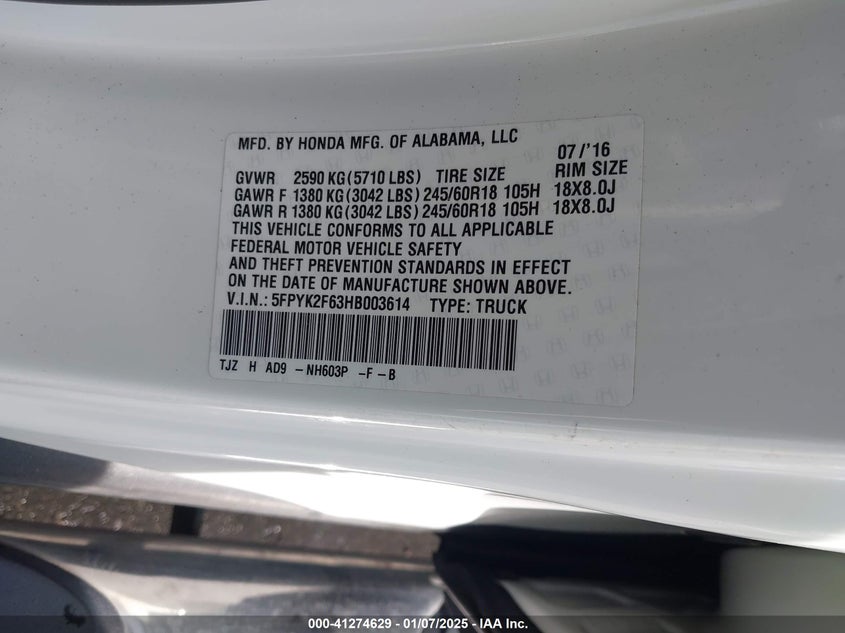 MFD. BY HONDA MFG. OF ALABAMA, LLC 07/'16
GVWR 2590 KG(5710 LBS) TIRE SIZE RIM SIZE
GAWR F 1380 KG(3042 LBS) 245/60R18 105H 18X8.0J
GAWR R 1380 KG(3042 LBS) 245/60R18 105H 18X8.0J
THIS VEHICLE CONFORMS TO ALL APPLICABLE
FEDERAL MOTOR VEHICLE SAFETY
AND THEFT PREVENTION STANDARDS IN EFFECT
ON THE DATE OF MANUFACTURE SHOWN ABOVE.
V.I.N.: 5FPYK2F63HB003614 TYPE: TRUCK
TJZ H AD9 -NH603P -F-B
000-41274629 - 01/07/2025 - IAA Inc.